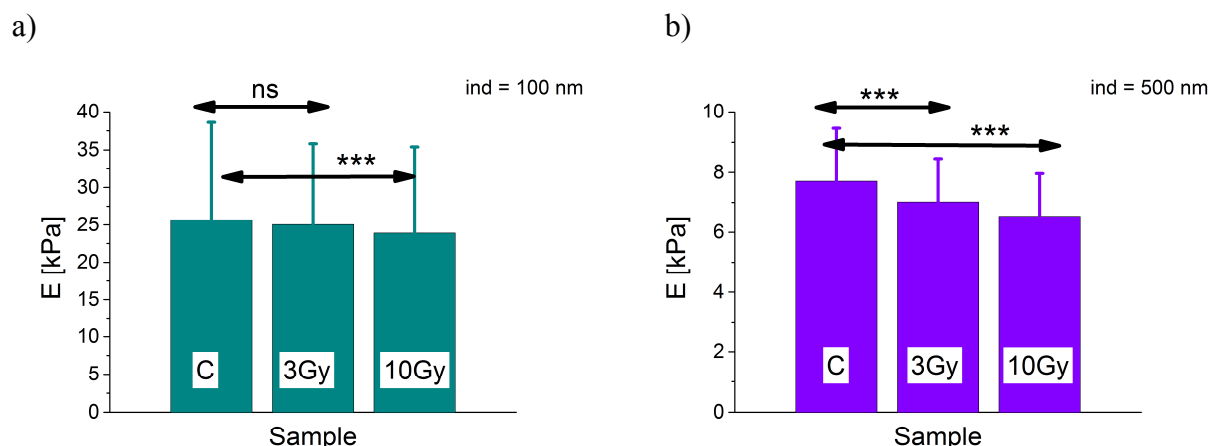 a)
ind = 100 nm
ns
***
E [kPa]
40
35
30
25
20
15
10
5
0
C
3Gy
10Gy
Sample
b)
ind = 500 nm
***
***
E [kPa]
10
8
6
4
2
0
C
3Gy
10Gy
Sample